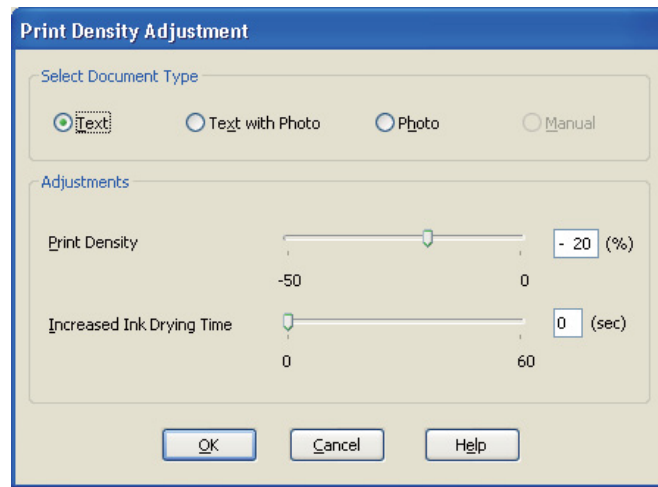 Print Density Adjustment
Select Document Type
Text Text with Photo Photo Manual
Adjustments
Print Density - 20 (%)
-50 0
Increased Ink Drying Time 0 (sec)
0 60
OK Cancel Help